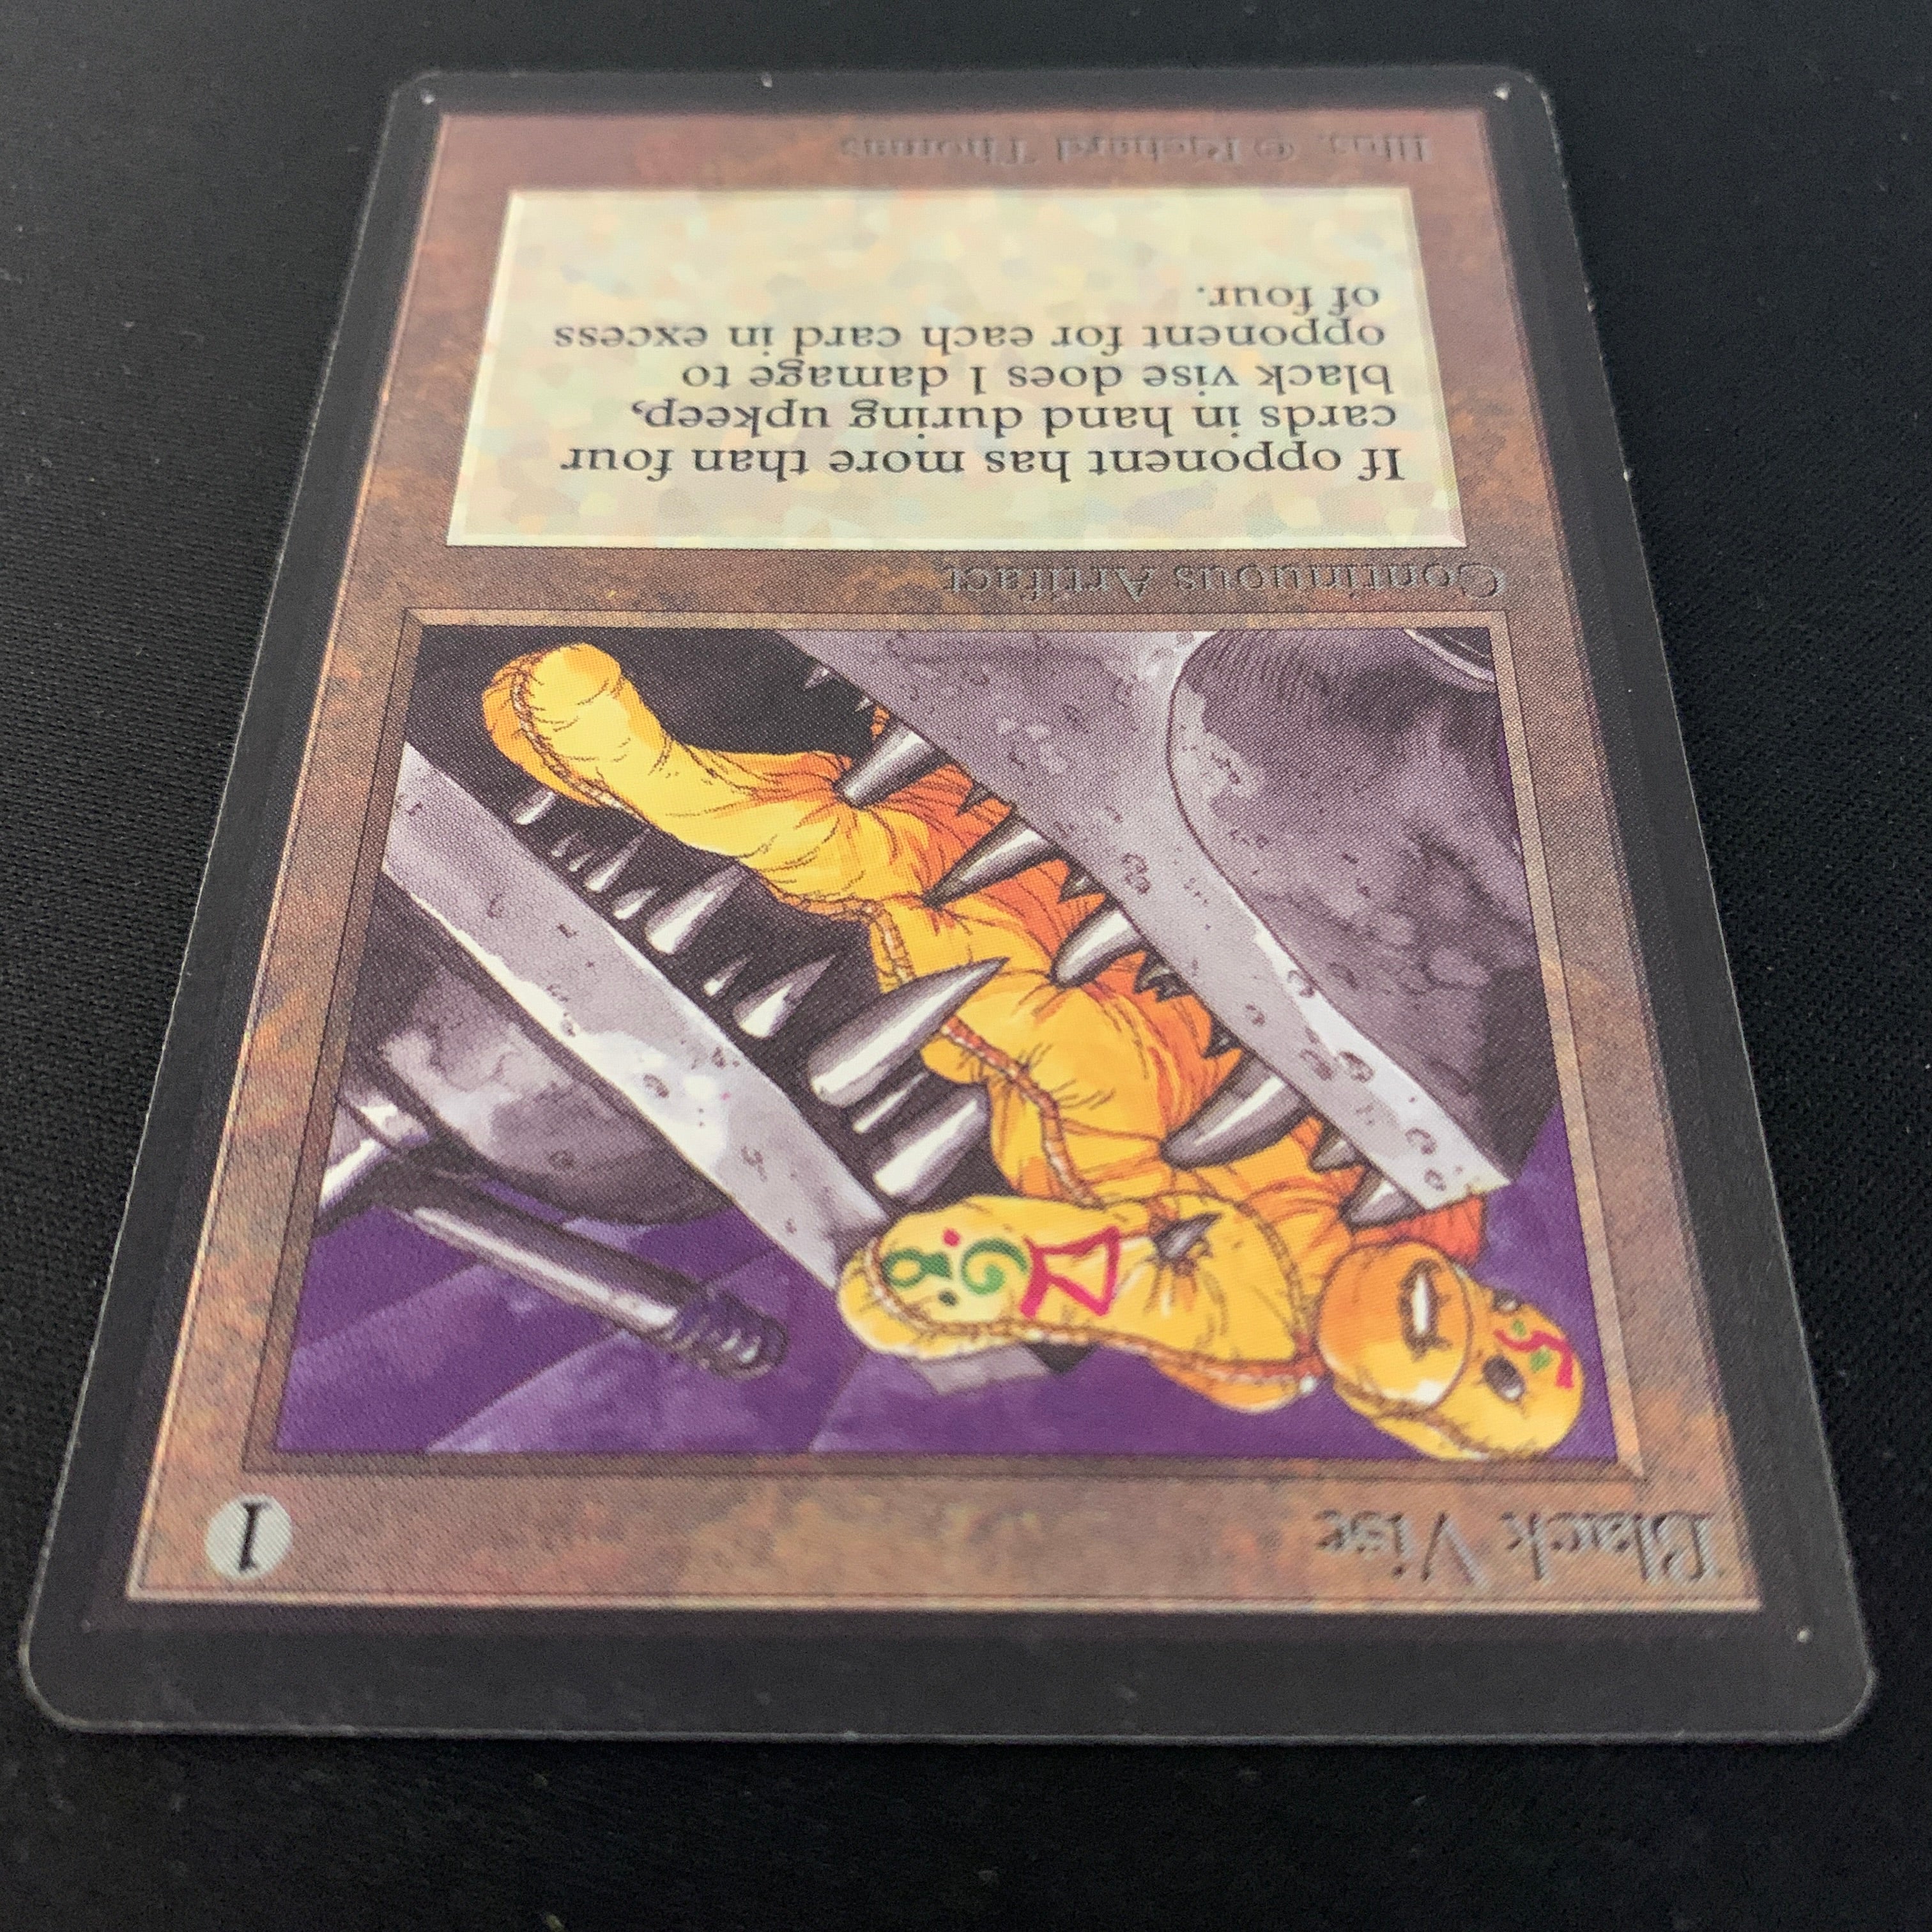 Black Vise
1
Continuous Artifact
If opponent has more than four
cards in hand during upkeep,
black vise does 1 damage to
opponent for each card in excess
of four.
Illus. © Richard Thomas